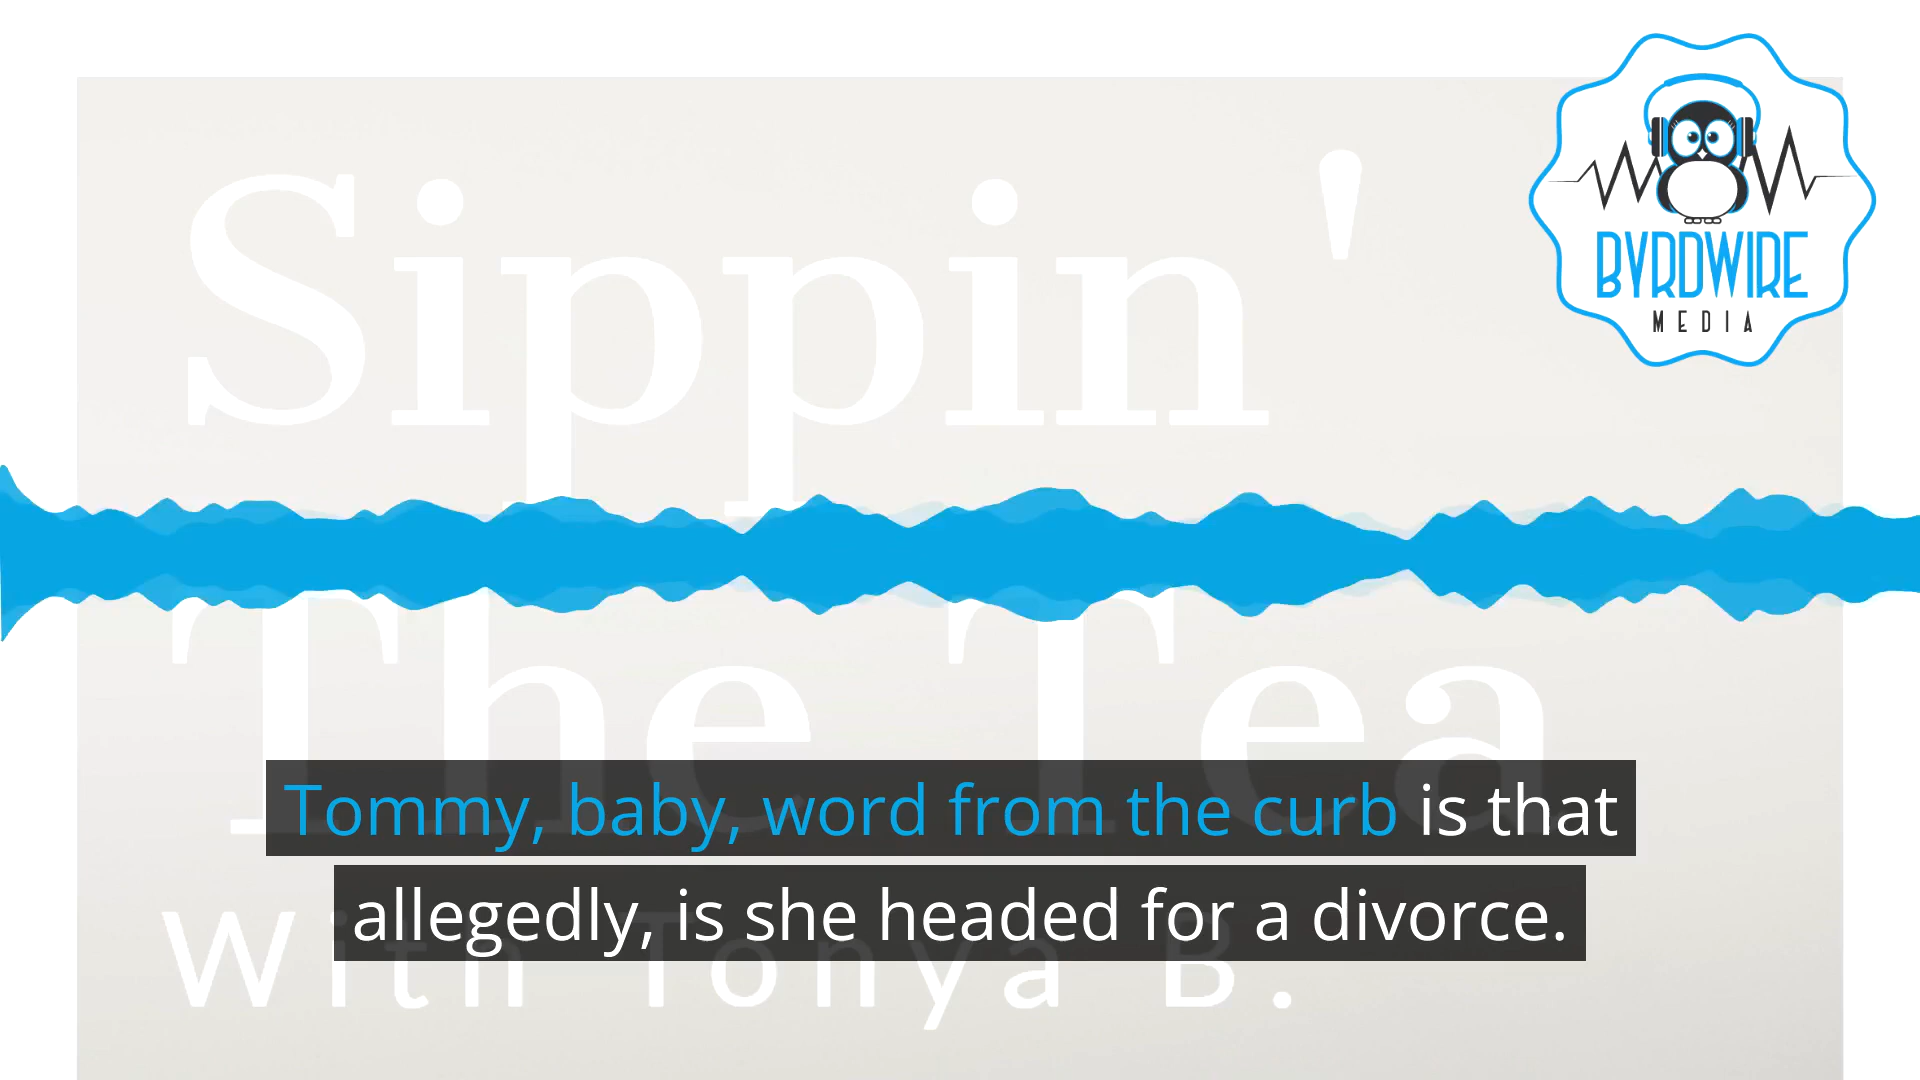 Sippin'
BYRDWIRE
MEDIA
The Tea
Tommy, baby, word from the curb is that
allegedly, is she headed for a divorce.
With Tonya B.